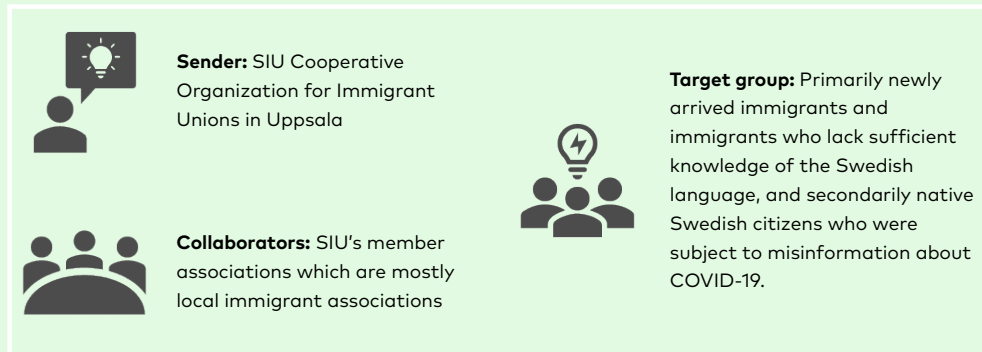 Sender: SIU Cooperative
Organization for Immigrant
Unions in Uppsala
Collaborators: SIU's member
associations which are mostly
local immigrant associations
Target group: Primarily newly
arrived immigrants and
immigrants who lack sufficient
knowledge of the Swedish
language, and secondarily native
Swedish citizens who were
subject to misinformation about
COVID-19.